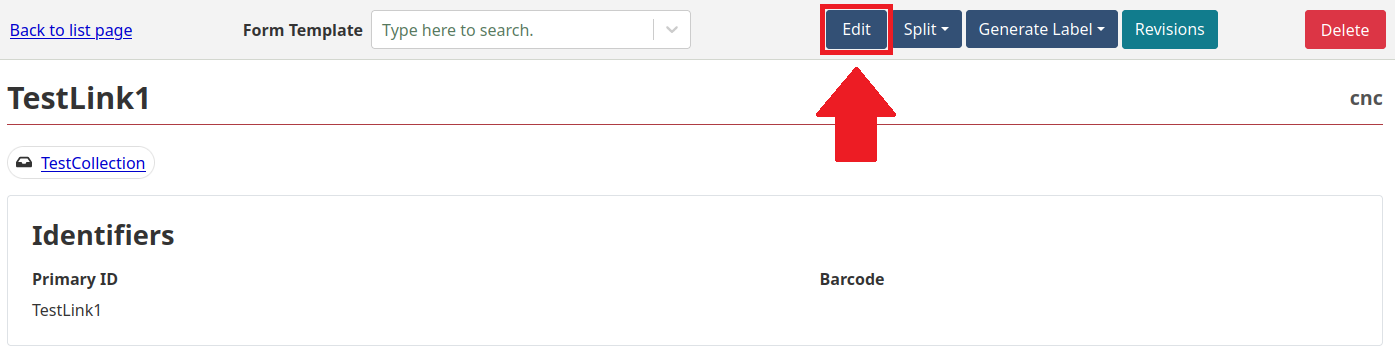 Back to list page Form Template Type here to search. Edit Split Generate Label Revisions Delete
TestLink1 cnc
TestCollection
Identifiers
Primary ID Barcode
TestLink1